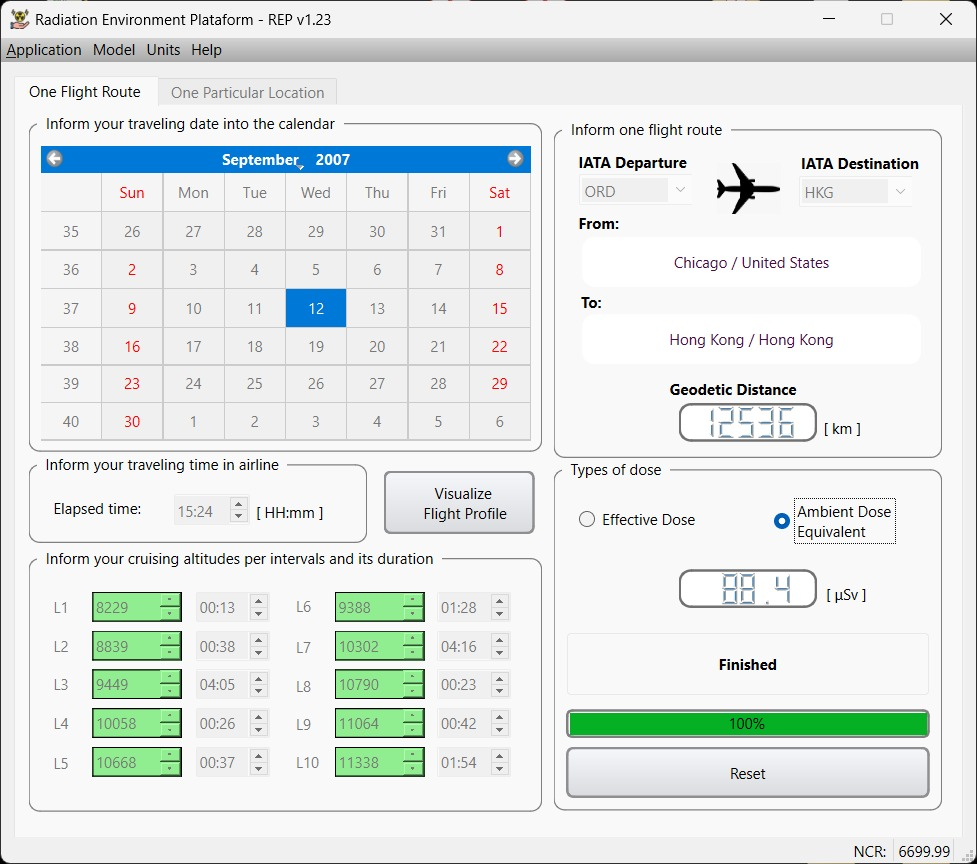 Radiation Environment Plataform - REP v1.23
Application Model Units Help
One Flight Route One Particular Location
Inform your traveling date into the calendar
September, 2007
Sun Mon Tue Wed Thu Fri Sat
35 26 27 28 29 30 31 1
36 2 3 4 5 6 7 8
37 9 10 11 12 13 14 15
38 16 17 18 19 20 21 22
39 23 24 25 26 27 28 29
40 30 1 2 3 4 5 6
Inform your traveling time in airline
Elapsed time: 15:24 [ HH:mm ]
Visualize
Flight Profile
Inform your cruising altitudes per intervals and its duration
L1 8229 00:13 L6 9388 01:28
L2 8839 00:38 L7 10302 04:16
L3 9449 04:05 L8 10790 00:23
L4 10058 00:26 L9 11064 00:42
L5 10668 00:37 L10 11338 01:54
Inform one flight route
IATA Departure IATA Destination
ORD HKG
From:
Chicago / United States
To:
Hong Kong / Hong Kong
Geodetic Distance
12536 [ km ]
Types of dose
Effective Dose
Ambient Dose
Equivalent
88.4 [ µSv ]
Finished
100%
Reset
NCR: 6699.99